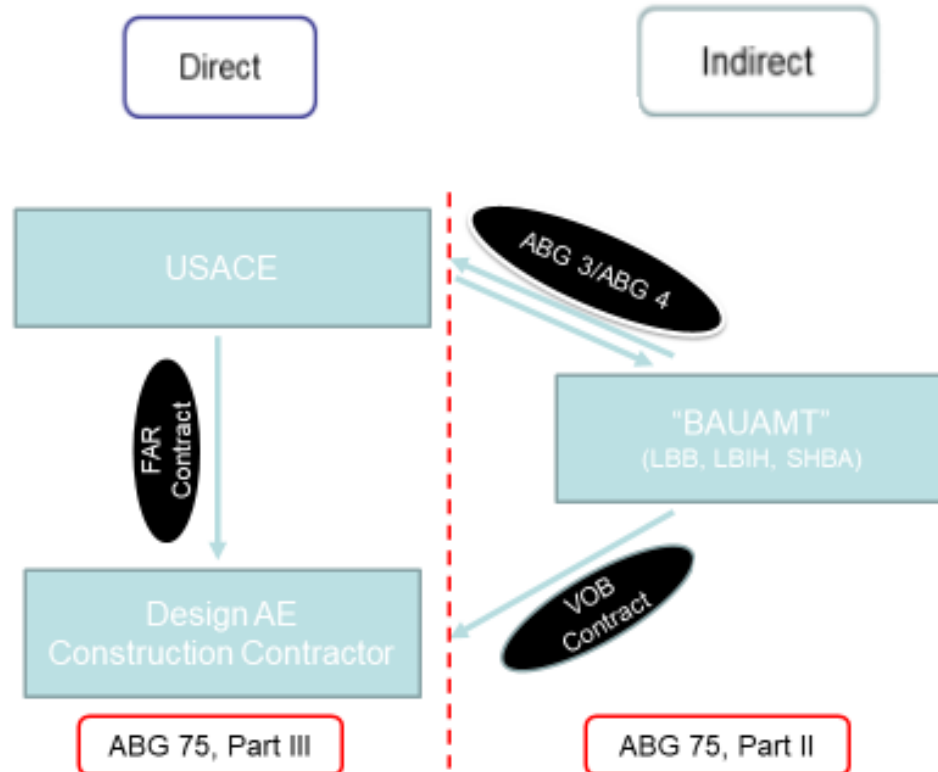 Direct
Indirect
USACE
ABG 3/ABG 4
FAR
Contract
"BAUAMT"
(LBB, LBIH, SHBA)
Design AE
Construction Contractor
VOB
Contract
ABG 75, Part III
ABG 75, Part II